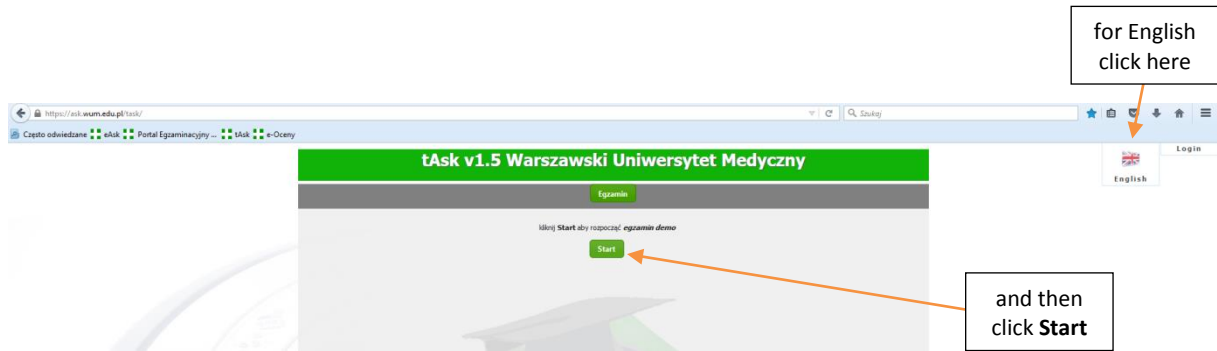 for English
click here
https://ask.wum.edu.pl/task/
Szukaj
Często odwiedzane eAsk Portal Egzaminacyjny ... tAsk e-Oceny
tAsk v1.5 Warszawski Uniwersytet Medyczny
Login
English
Egzamin
kliknij Start aby rozpocząć egzamin demo
Start
and then
click Start